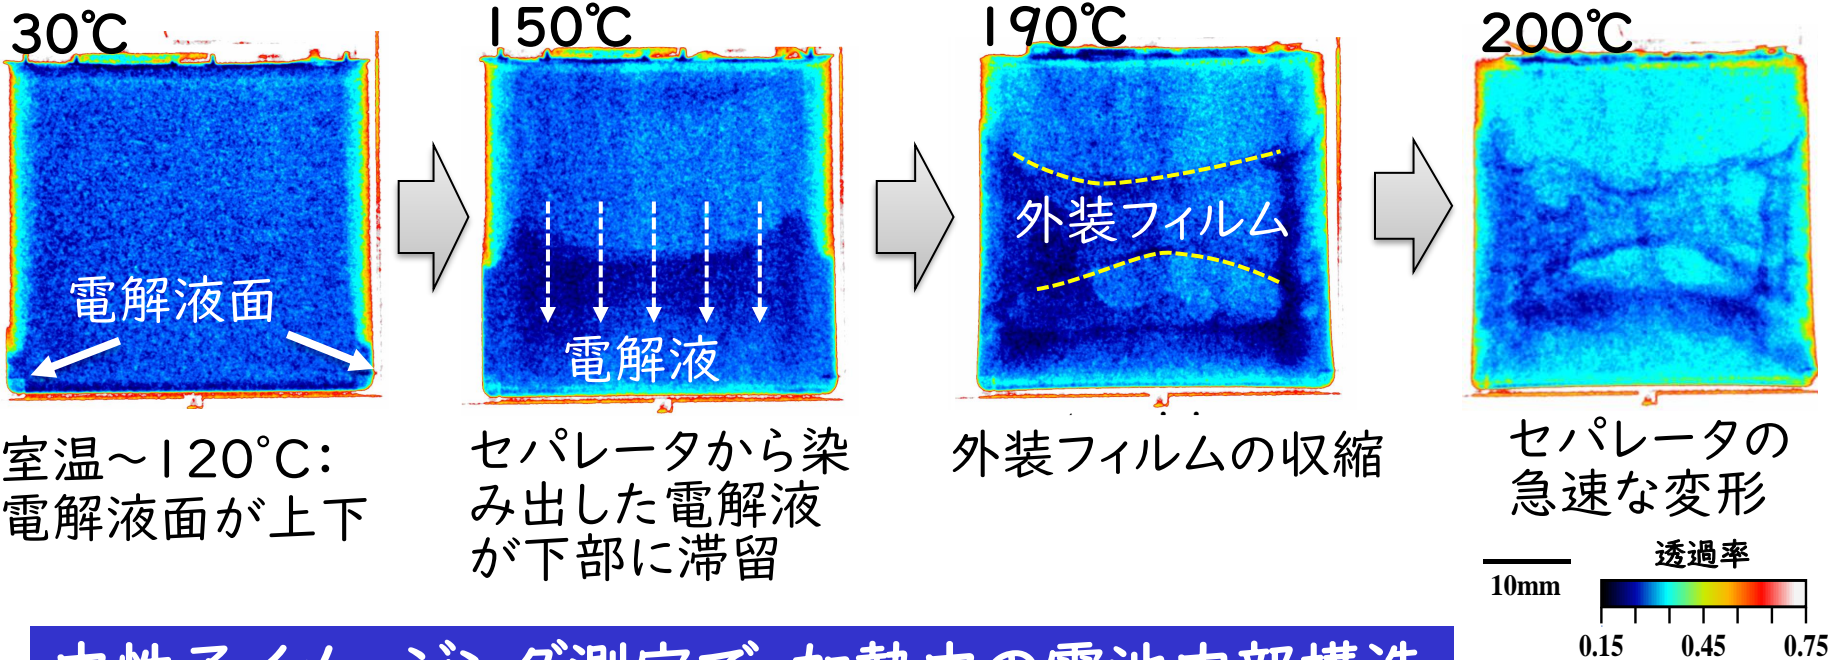 30℃
150℃
190℃
200℃
電解液面
電解液
外装フィルム
室温～120℃：
電解液面が上下
セパレータから染
み出した電解液
が下部に滞留
外装フィルムの収縮
セパレータの
急速な変形
10mm
透過率
0.15 0.45 0.75